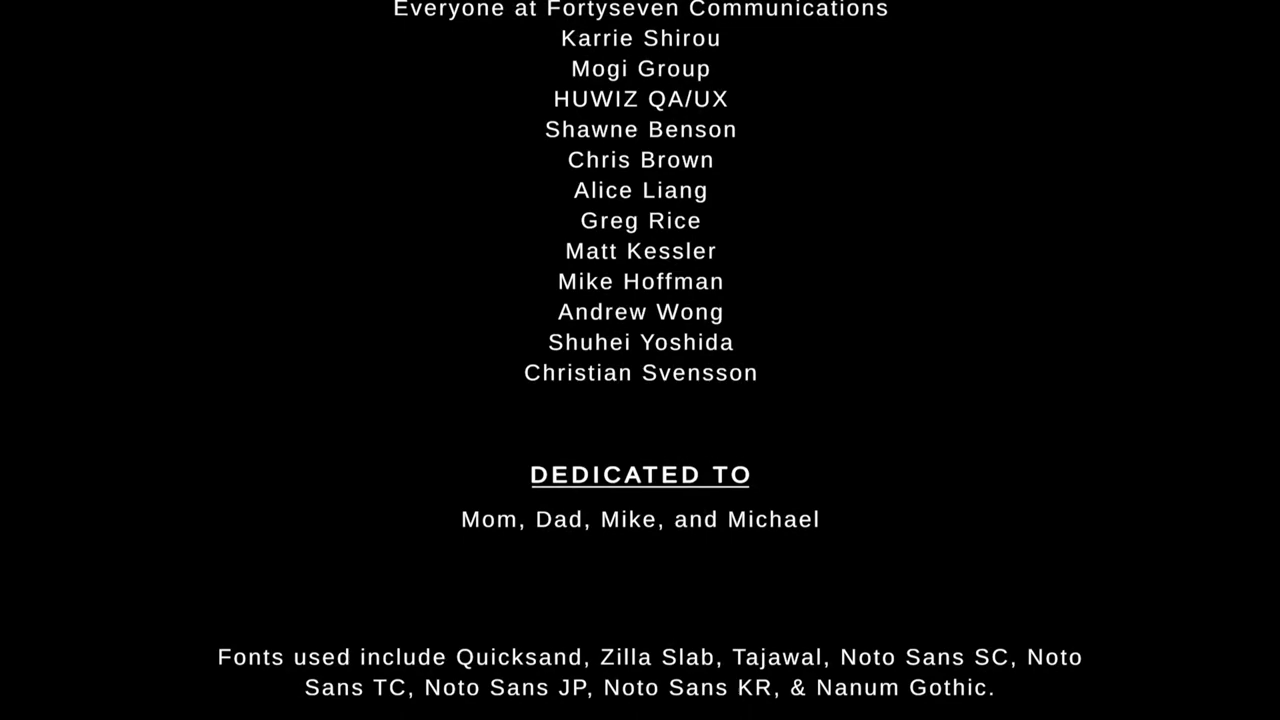 Everyone at Fortyseven Communications
Karrie Shirou
Mogi Group
HUWIZ QA/UX
Shawne Benson
Chris Brown
Alice Liang
Greg Rice
Matt Kessler
Mike Hoffman
Andrew Wong
Shuhei Yoshida
Christian Svensson
DEDICATED TO
Mom, Dad, Mike, and Michael
Fonts used include Quicksand, Zilla Slab, Tajawal, Noto Sans SC, Noto
Sans TC, Noto Sans JP, Noto Sans KR, & Nanum Gothic.